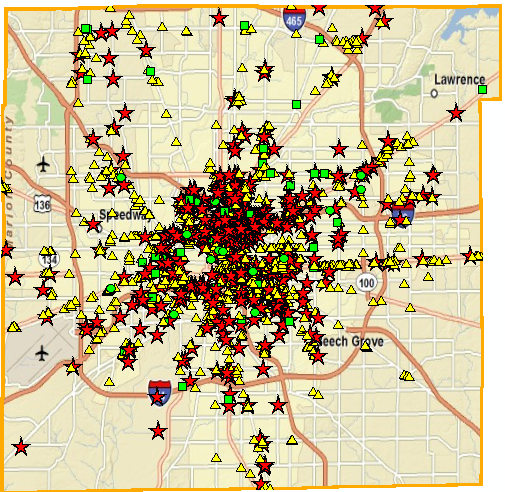 465
Lawrence
Marion County
136
Speedw
134
100
Beech Grove